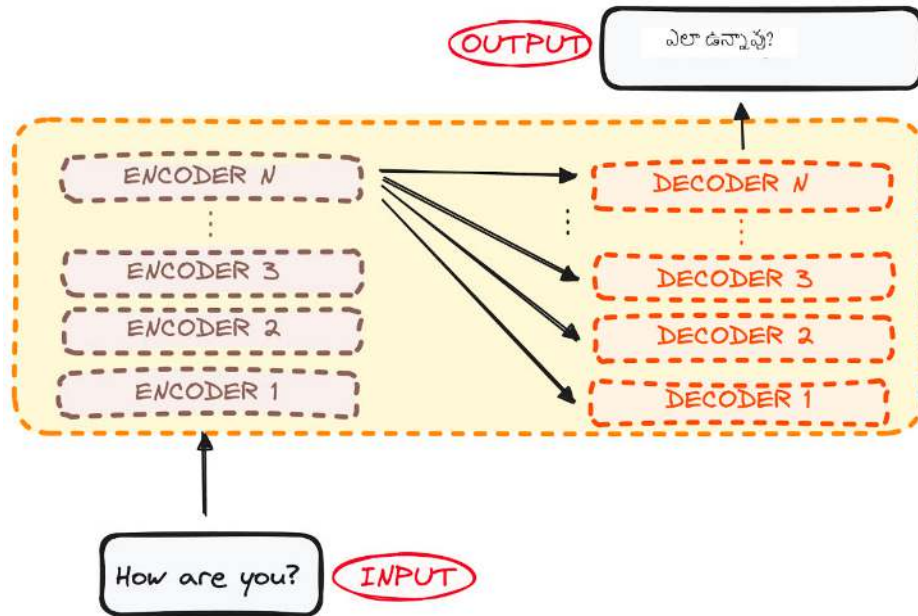 OUTPUT
ఎలా ఉన్నావు?
ENCODER N
DECODER N
ENCODER 3
DECODER 3
ENCODER 2
DECODER 2
ENCODER 1
DECODER 1
How are you?
INPUT